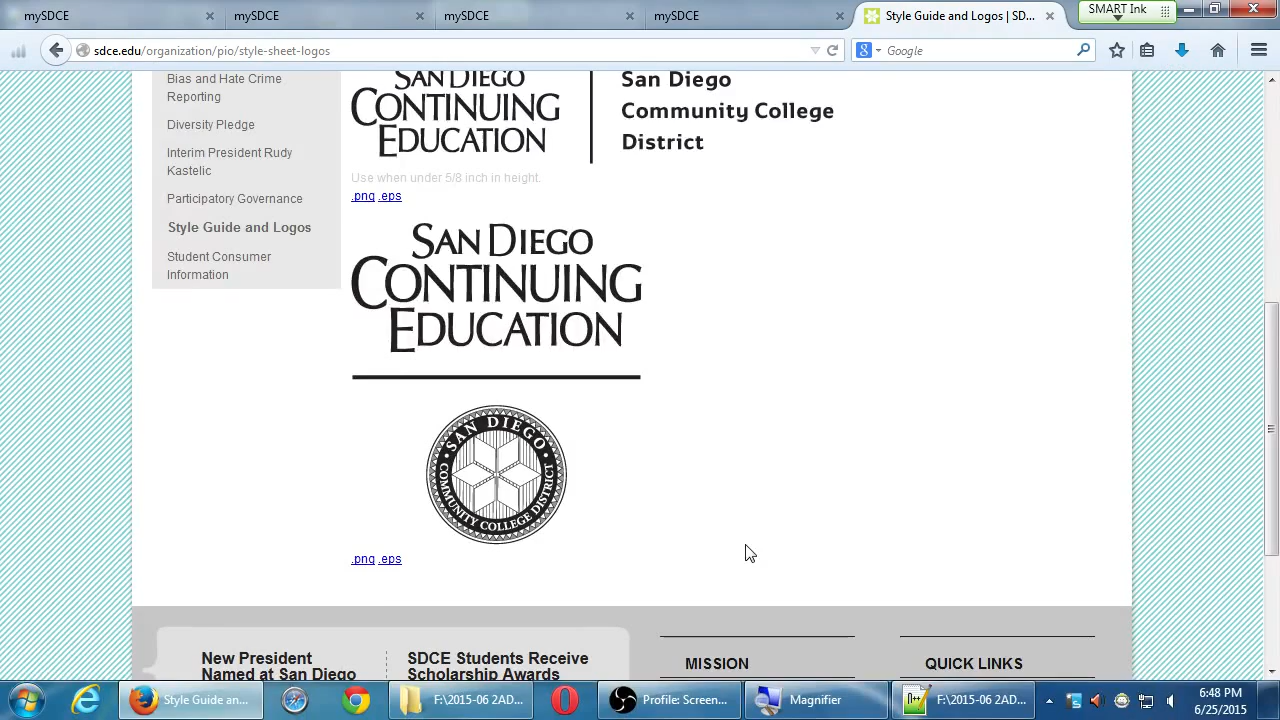 mySDCE
mySDCE
mySDCE
mySDCE
Style Guide and Logos | SD...
SMART Ink
sdce.edu/organization/pio/style-sheet-logos
Google
Bias and Hate Crime
Reporting
Diversity Pledge
Interim President Rudy
Kastelic
Participatory Governance
Style Guide and Logos
Student Consumer
Information
SAN DIEGO
CONTINUING
EDUCATION
San Diego
Community College
District
Use when under 5/8 inch in height.
.png .eps
SAN DIEGO
CONTINUING
EDUCATION
SAN DIEGO
COMMUNITY COLLEGE DISTRICT
.png .eps
New President
Named at San Diego
SDCE Students Receive
Scholarship Awards
MISSION
QUICK LINKS
Style Guide an...
F:\2015-06 2AD...
Profile: Screen...
Magnifier
F:\2015-06 2AD...
6:48 PM
6/25/2015